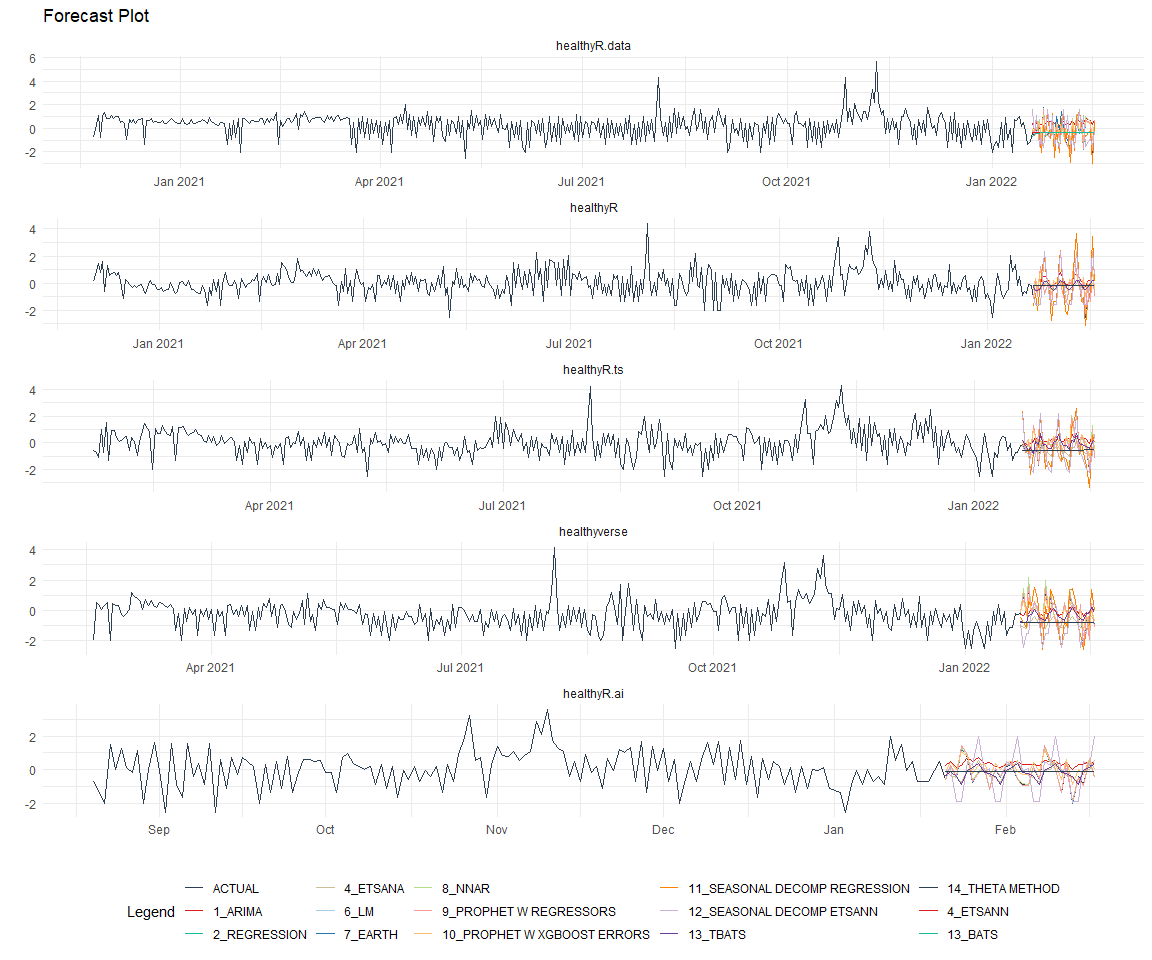 Forecast Plot
healthyR.data
6
4
2
0
-2
Jan 2021 Apr 2021 Jul 2021 Oct 2021 Jan 2022
healthyR
4
2
0
-2
Jan 2021 Apr 2021 Jul 2021 Oct 2021 Jan 2022
healthyR.ts
4
2
0
-2
Apr 2021 Jul 2021 Oct 2021 Jan 2022
healthyverse
4
2
0
-2
Apr 2021 Jul 2021 Oct 2021 Jan 2022
healthyR.ai
2
0
-2
Sep Oct Nov Dec Jan Feb
ACTUAL 4_ETSANA 8_NNAR 11_SEASONAL DECOMP REGRESSION 14_THETA METHOD
Legend 1_ARIMA 6_LM 9_PROPHET W REGRESSORS 12_SEASONAL DECOMP ETSANN 4_ETSANN
2_REGRESSION 7_EARTH 10_PROPHET W XGBOOST ERRORS 13_TBATS 13_BATS